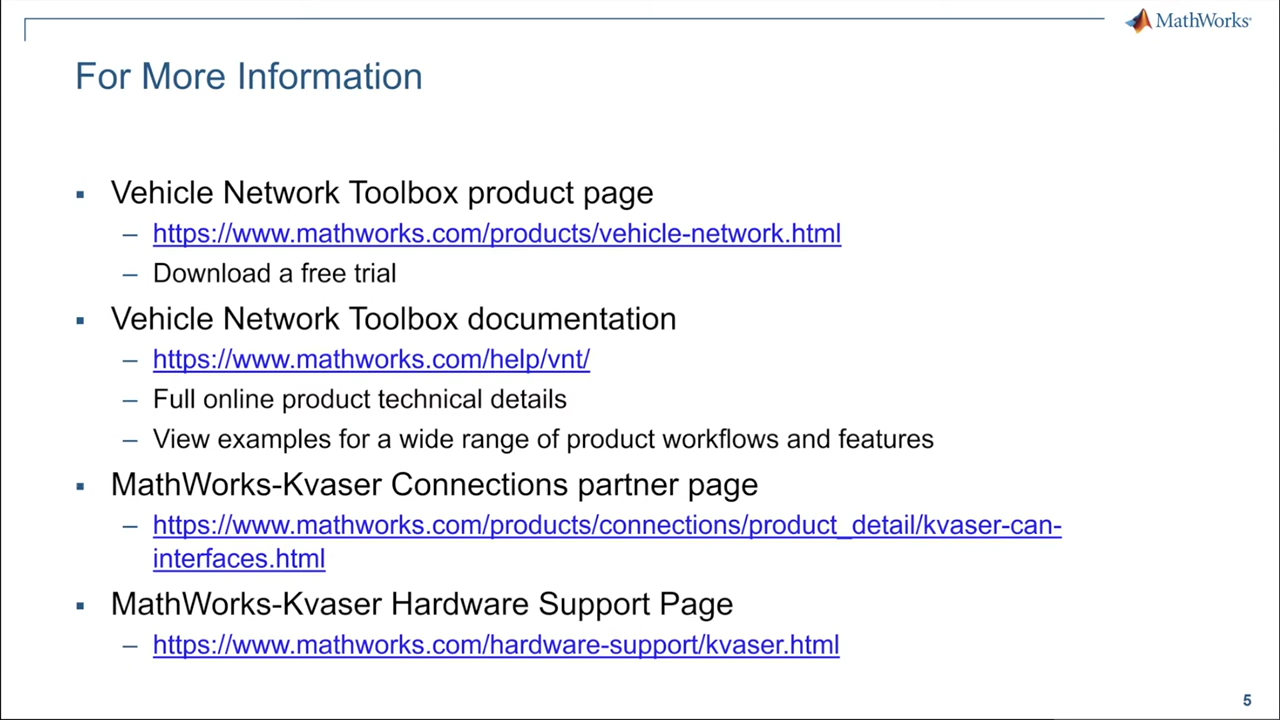 MathWorks
For More Information
▪ Vehicle Network Toolbox product page
– https://www.mathworks.com/products/vehicle-network.html
– Download a free trial
▪ Vehicle Network Toolbox documentation
– https://www.mathworks.com/help/vnt/
– Full online product technical details
– View examples for a wide range of product workflows and features
▪ MathWorks-Kvaser Connections partner page
– https://www.mathworks.com/products/connections/product_detail/kvaser-can-
interfaces.html
▪ MathWorks-Kvaser Hardware Support Page
– https://www.mathworks.com/hardware-support/kvaser.html
5